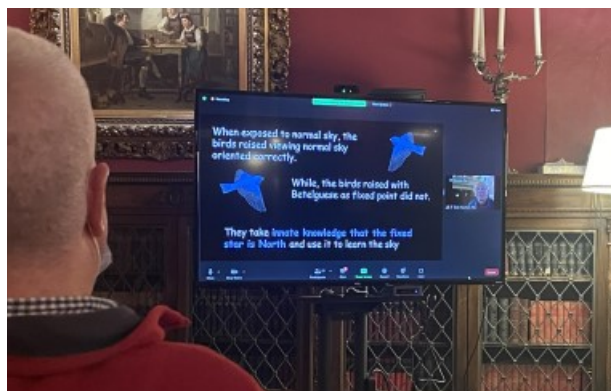 When exposed to normal sky, the
birds raised viewing normal sky
oriented correctly.
While, the birds raised with
Betelguese as fixed point did not.
They take innate knowledge that the fixed
star is North and use it to learn the sky